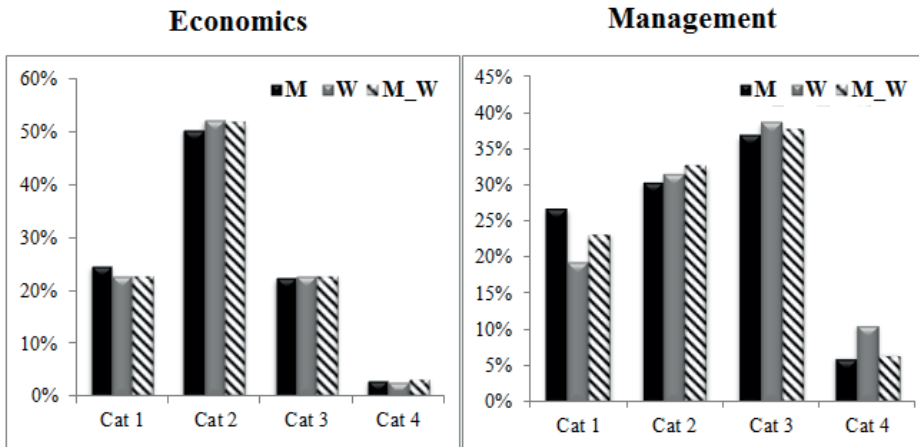 Economics
M W M_W
60%
50%
40%
30%
20%
10%
0%
Cat 1 Cat 2 Cat 3 Cat 4
Management
M W M_W
45%
40%
35%
30%
25%
20%
15%
10%
5%
0%
Cat 1 Cat 2 Cat 3 Cat 4